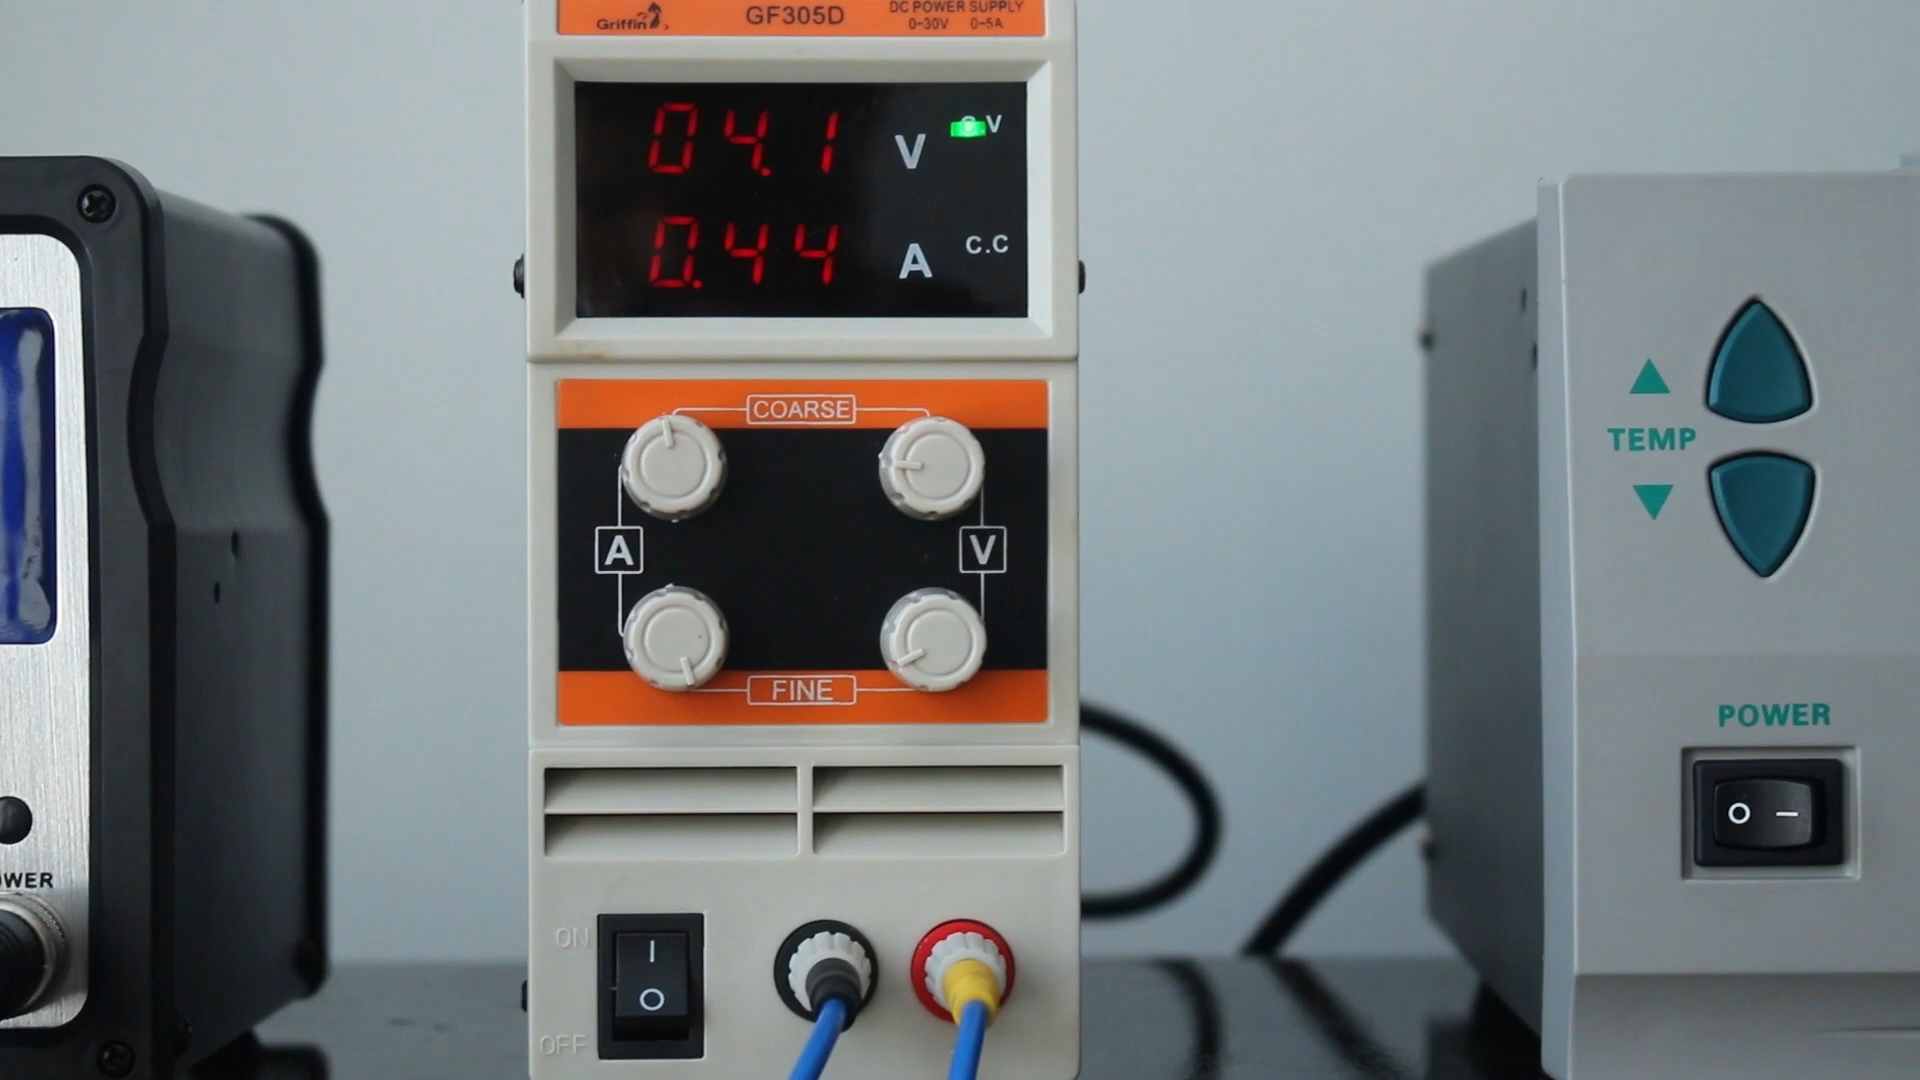 Griffin
GF305D
DC POWER SUPPLY
0-30V 0-5A
04.1 V C.V
0.44 A C.C
COARSE
A V
FINE
ON
I
O
OFF
TEMP
POWER
O I